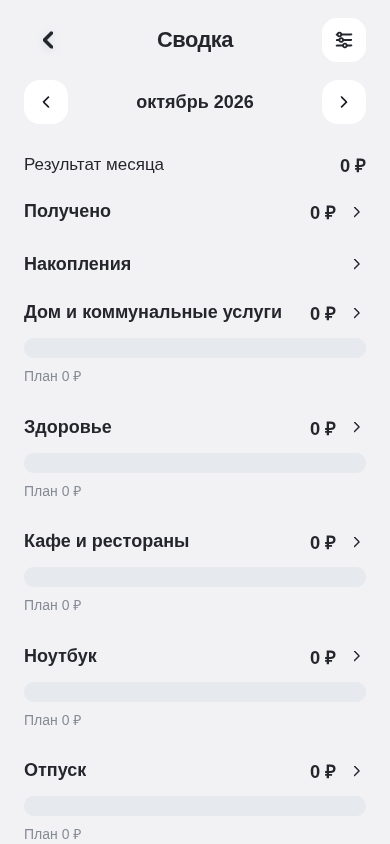 Сводка
октябрь 2026
Результат месяца 0 ₽
Получено 0 ₽
Накопления
Дом и коммунальные услуги 0 ₽
План 0 ₽
Здоровье 0 ₽
План 0 ₽
Кафе и рестораны 0 ₽
План 0 ₽
Ноутбук 0 ₽
План 0 ₽
Отпуск 0 ₽
План 0 ₽